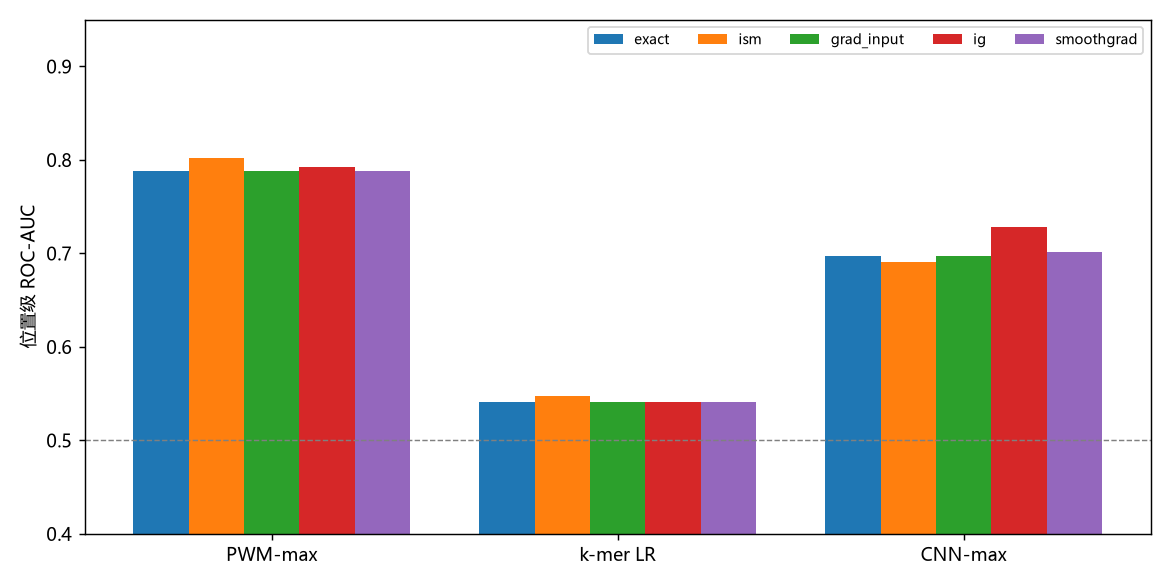 exact ism grad_input ig smoothgrad
0.9
0.8
0.7
0.6
0.5
0.4
位置级 ROC-AUC
PWM-max k-mer LR CNN-max